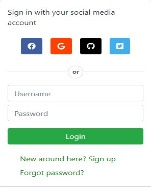 Sign in with your social media
account
or
Username
Password
Login
New around here? Sign up
Forgot password?